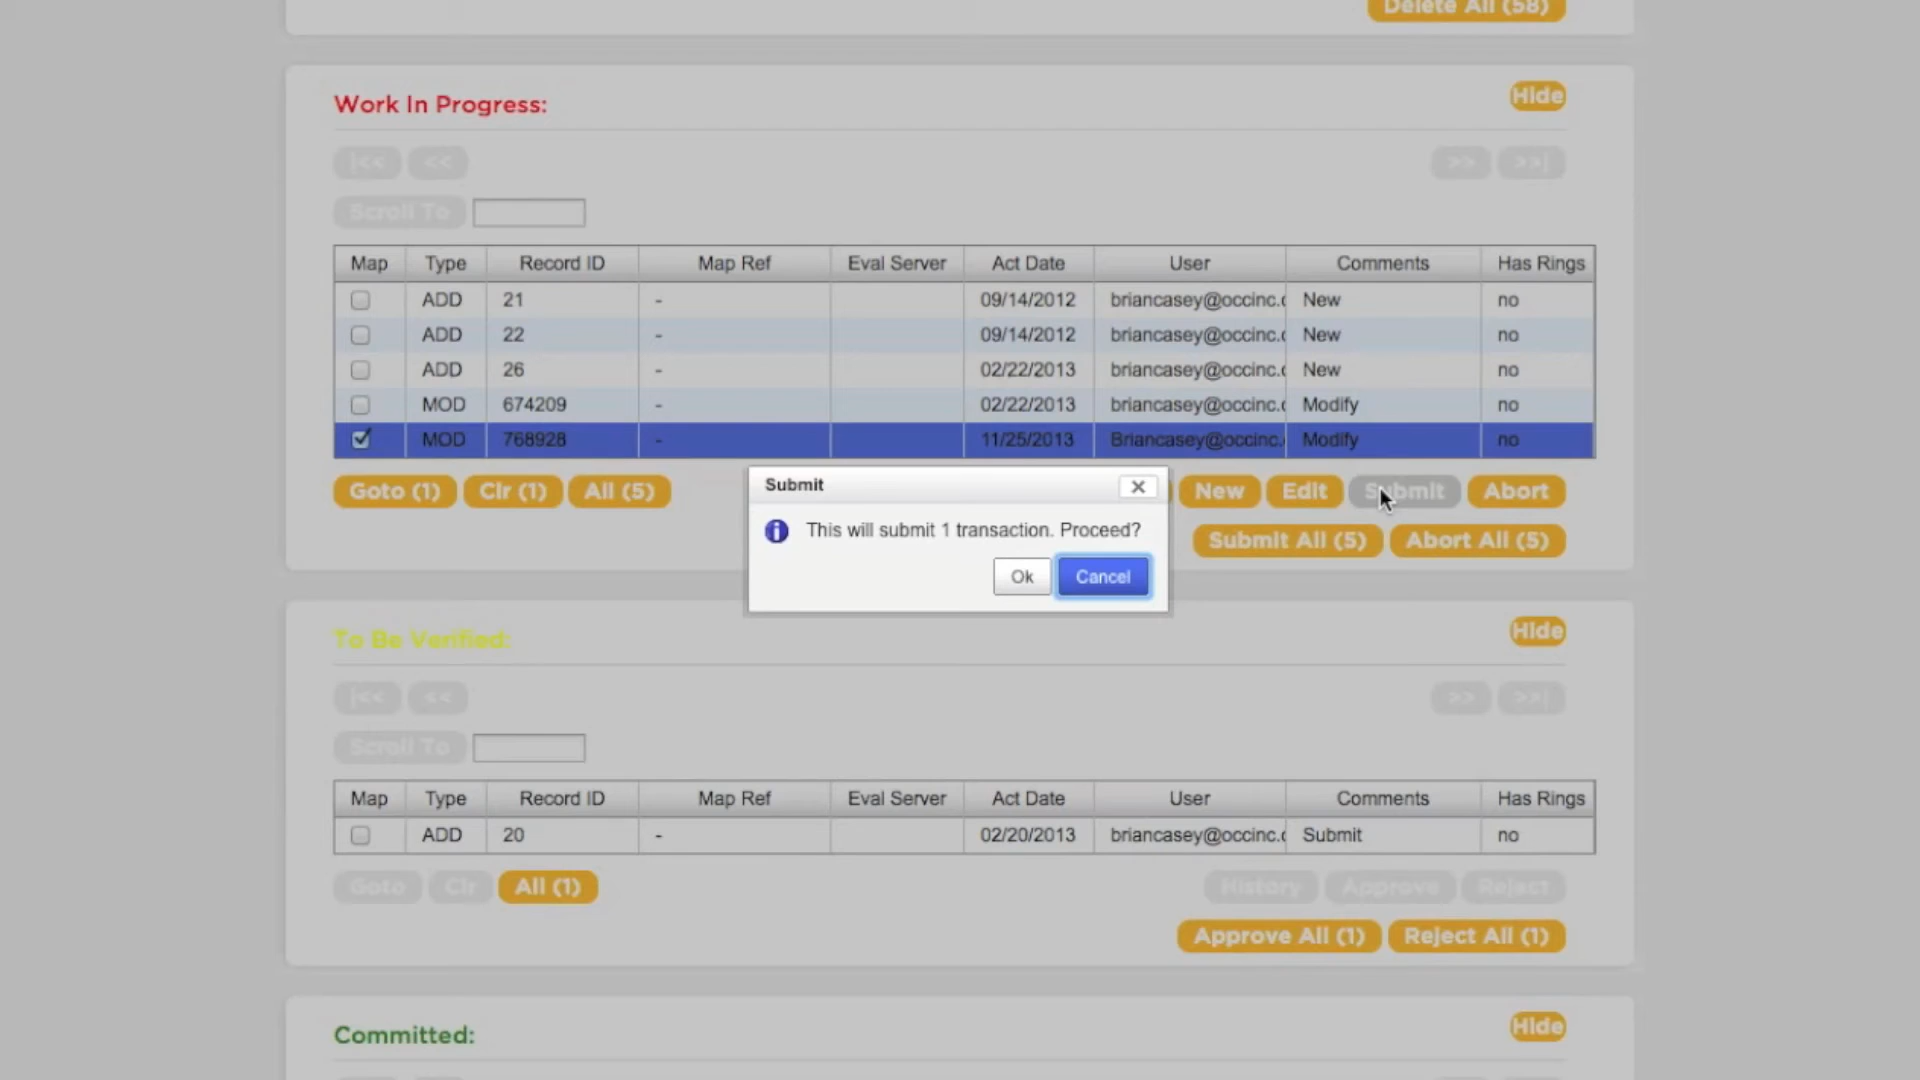 Delete All (58)
Work In Progress:
Hide
|<< <<
>> >>|
Scroll To
Map Type Record ID Map Ref Eval Server Act Date User Comments Has Rings
ADD 21 - 09/14/2012 briancasey@occinc.c New no
ADD 22 - 09/14/2012 briancasey@occinc.c New no
ADD 26 - 02/22/2013 briancasey@occinc.c New no
MOD 674209 - 02/22/2013 briancasey@occinc.c Modify no
MOD 768928 - 11/25/2013 Briancasey@occinc. Modify no
Goto (1) Clr (1) All (5)
New Edit Submit Abort
Submit All (5) Abort All (5)
Submit
This will submit 1 transaction. Proceed?
Ok Cancel
To Be Verified:
Hide
|<< <<
>> >>|
Scroll To
Map Type Record ID Map Ref Eval Server Act Date User Comments Has Rings
ADD 20 - 02/20/2013 briancasey@occinc.c Submit no
Goto Clr All (1)
History Approve Reject
Approve All (1) Reject All (1)
Committed:
Hide